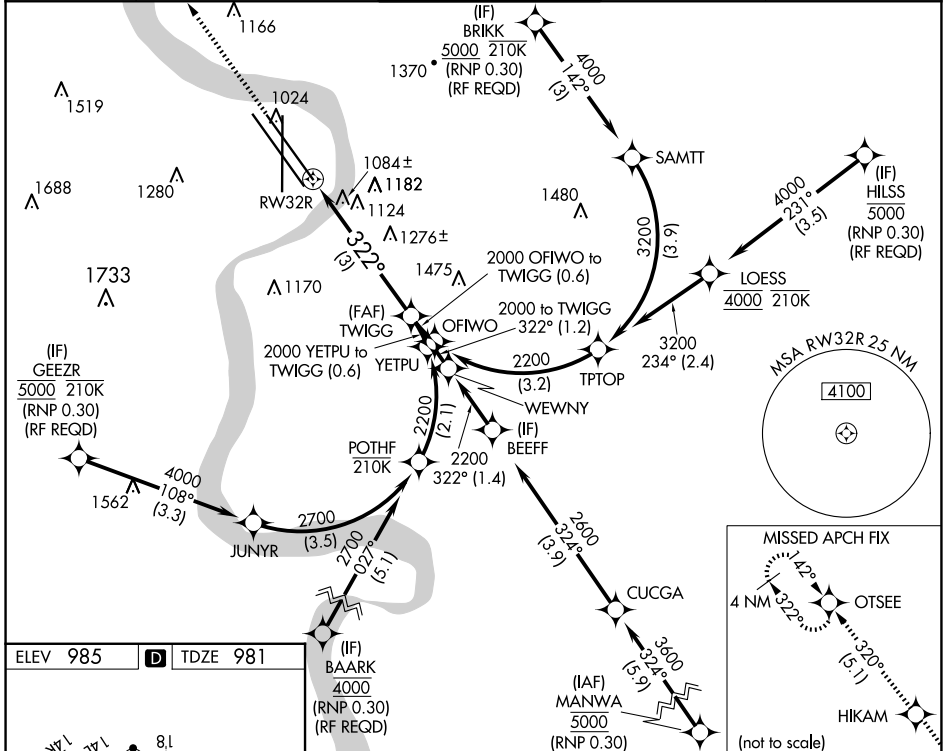 1166
(IF)
BRIKK
5000 210K
(RNP 0.30)
(RF REQD)
1370
4000
142°
(3)
1519
1024
SAMTT
1084±
1182
1124
1276±
1688
1280
RW32R
1480
3200
(3.9)
4000
231°
(3.5)
(IF)
HILSS
5000
(RNP 0.30)
(RF REQD)
322°
(3)
1475
2000 OFIWO to
TWIGG (0.6)
LOESS
4000 210K
1733
1170
(FAF)
TWIGG
OFIWO
2000 to TWIGG
322° (1.2)
3200
234° (2.4)
2000 YETPU to
TWIGG (0.6)
YETPU
2200
(3.2)
TPTOP
MSA RW32R 25 NM
4100
(IF)
GEEZR
5000 210K
(RNP 0.30)
(RF REQD)
WEWNY
2200
(2.1)
(IF)
BEEFF
2200
322° (1.4)
POTHF
210K
4000
108°
(3.3)
1562
2700
(3.5)
JUNYR
2700
027°
(5.1)
2600
(3.9)
324°
MISSED APCH FIX
142°
322°
4 NM
OTSEE
CUCGA
320°
(5.1)
ELEV 985 D TDZE 981
(IF)
BAARK
4000
(RNP 0.30)
(RF REQD)
3600
324°
(5.9)
(IAF)
MANWA
5000
(RNP 0.30)
HIKAM
(not to scale)
14L
8,1